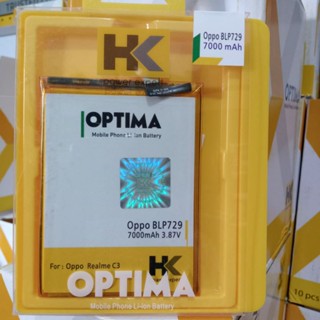 HK
Oppo BLP729
7000 mAh
OPTIMA
Mobile Phone Li-ion Battery
Oppo BLP729
7000mAh 3.87V
For : Oppo Realme C3
HK
OPTIMA
Mobile Phone Li-ion Battery
10 pcs